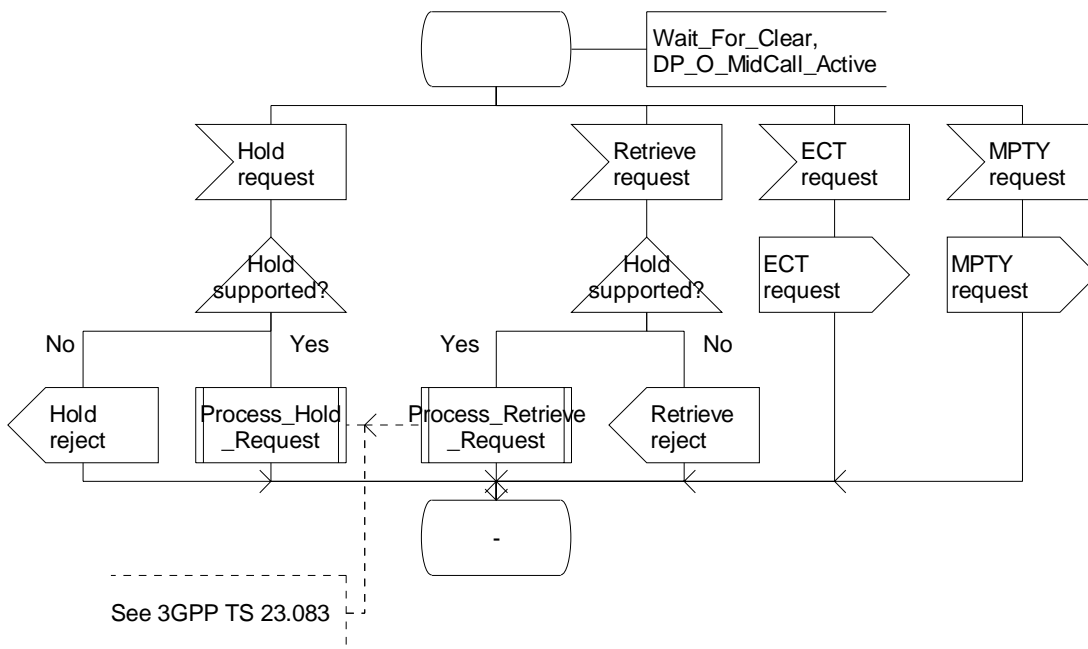 Wait_For_Clear,
DP_O_MidCall_Active
Hold
request
Retrieve
request
ECT
request
MPTY
request
Hold
supported?
Hold
supported?
ECT
request
MPTY
request
No
Yes
Yes
No
Hold
reject
Process_Hold
_Request
Process_Retrieve
_Request
Retrieve
reject
-
See 3GPP TS 23.083